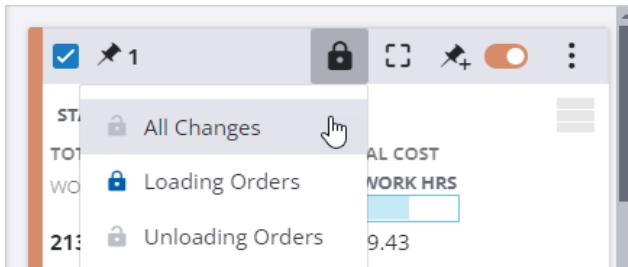 1
STA
All Changes
TOT
AL COST
Loading Orders
WO
WORK HRS
Unloading Orders
213
9.43